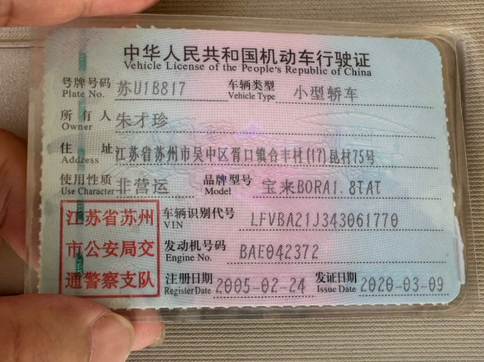 中华人民共和国机动车行驶证
Vehicle License of the People's Republic of China
号牌号码 苏U1B817 车辆类型 小型轿车
Plate No. Vehicle Type
所有人 朱才珍
Owner
住址 江苏省苏州市吴中区胥口镇合丰村(17)昆村75号
Address
使用性质 非营运 品牌型号 宝来BORA1.8TAT
Use Character Model
江苏省苏州
市公安局交
通警察支队
车辆识别代号 LFVBA21J343061770
VIN
发动机号码 BAE042372
Engine No.
注册日期 2005-02-24 发证日期 2020-03-09
Register Date Issue Date